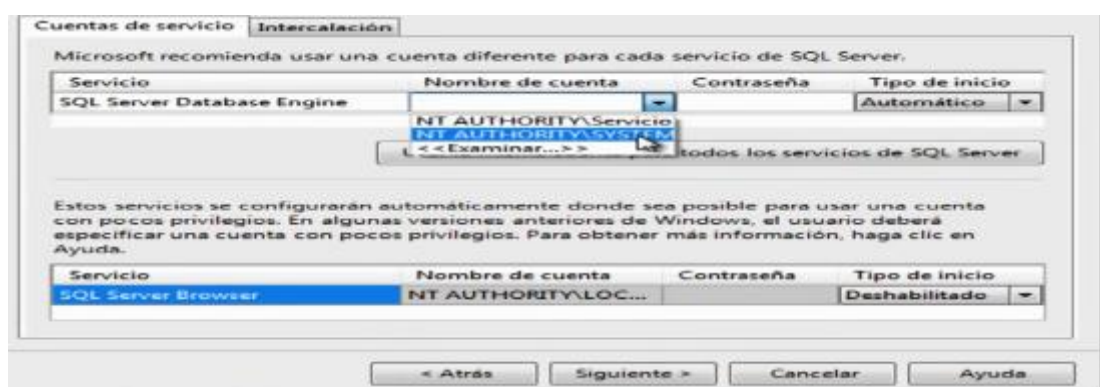 Cuentas de servicio Intercalación
Microsoft recomienda usar una cuenta diferente para cada servicio de SQL Server.
Servicio Nombre de cuenta Contraseña Tipo de inicio
SQL Server Database Engine Automático
NT AUTHORITY\Servicio
NT AUTHORITY\SYSTEM
<<Examinar...>>
todos los servicios de SQL Server
Estos servicios se configurarán automáticamente donde sea posible para usar una cuenta
con pocos privilegios. En algunas versiones anteriores de Windows, el usuario deberá
especificar una cuenta con pocos privilegios. Para obtener más información, haga clic en
Ayuda.
Servicio Nombre de cuenta Contraseña Tipo de inicio
SQL Server Browser NT AUTHORITY\LOC... Deshabilitado
< Atrás Siguiente > Cancelar Ayuda